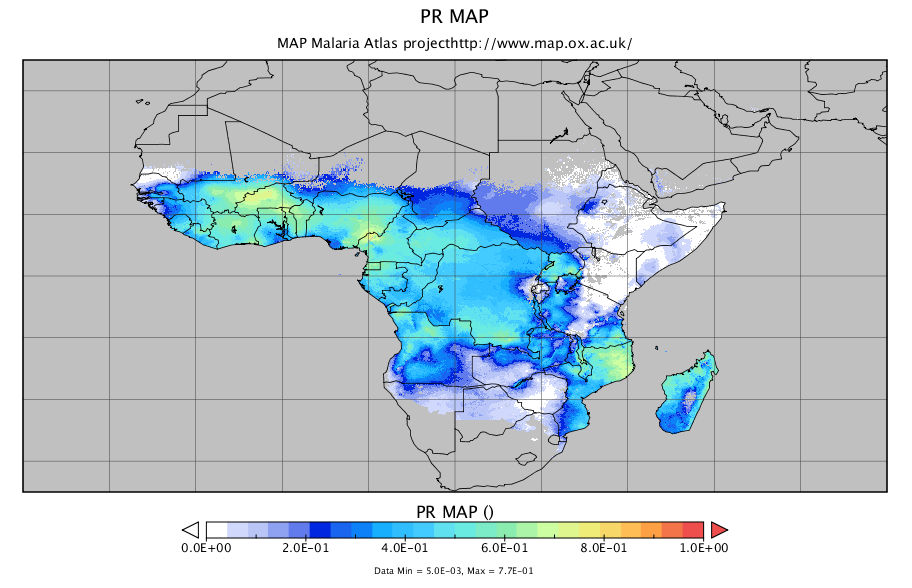 PR MAP
MAP Malaria Atlas projecthttp://www.map.ox.ac.uk/
PR MAP ()
0.0E+00 2.0E-01 4.0E-01 6.0E-01 8.0E-01 1.0E+00
Data Min = 5.0E-03, Max = 7.7E-01